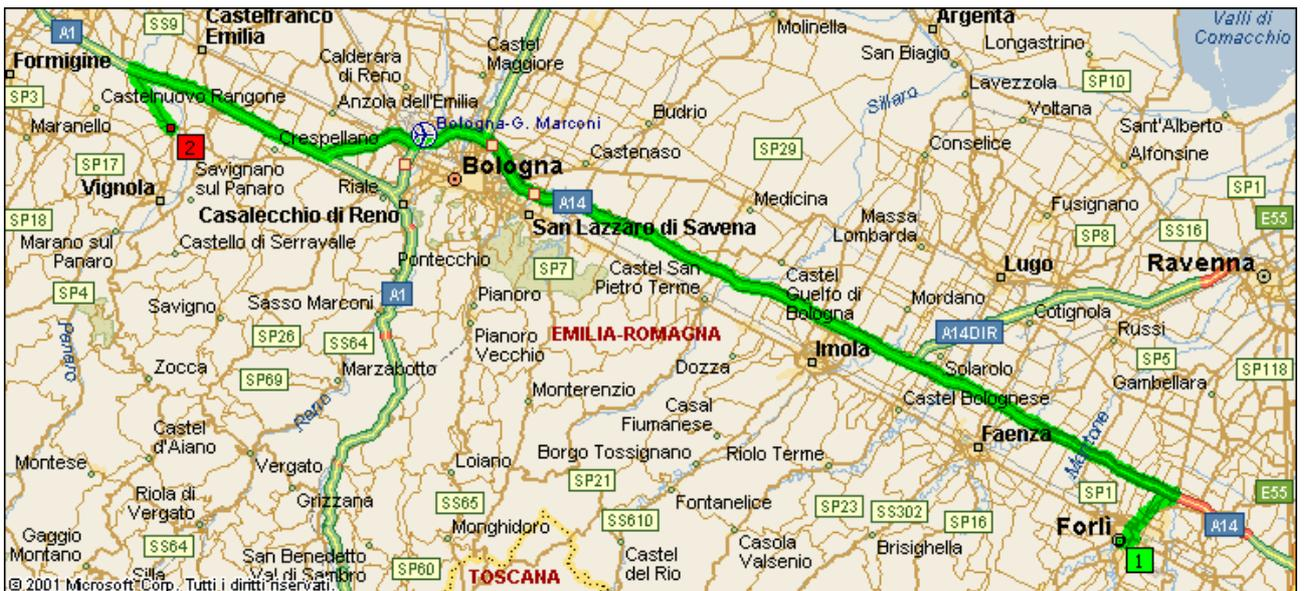 A1
SS9
Castelfranco
Emilia
Castel
Maggiore
Molinella
Argenta
Valli di
Comacchio
Formigine
Calderara
di Reno
San Biagio
Longastrino
SP3
Castelnuovo Rangone
Anzola dell'Emilia
Budrio
Sillaro
Lavezzola
SP10
Voltana
Maranello
Crespellano
Bologna-G. Marconi
Sant'Alberto
2
SP17
Savignano
sul Panaro
Bologna
Castenaso
SP29
Conselice
Alfonsine
Vignola
Riale
A14
Medicina
SP1
SP18
Casalecchio di Reno
San Lazzaro di Savena
Massa
Lombarda
Fusignano
SP8
SS16
E55
Marano sul
Panaro
Castello di Serravalle
Pontecchio
SP7
Castel San
Pietro Terme
Castel
Guelfo di
Bologna
Lugo
Ravenna
SP4
Savigno
Sasso Marconi
A1
Pianoro
Mordano
Cotignola
Panaro
SP26
SS64
Pianoro
Vecchio
EMILIA-ROMAGNA
A14DIR
Russi
Imola
Zocca
SP69
Marzabotto
Dozza
Solarolo
SP5
SP118
Reno
Monterenzio
Castel Bolognese
Gambellara
Castel
d'Aiano
Casal
Fiumanese
Faenza
Montone
Montese
Vergato
Loiano
Borgo Tossignano
Riolo Terme
Riola di
Vergato
Grizzana
SS65
SP21
Fontanelice
SP23
SS302
SP16
SP1
E55
Gaggio
Montano
SS64
Monghidoro
SS610
Forlì
A14
Silla
San Benedetto
Val di Sambro
SP60
TOSCANA
Castel
del Rio
Casola
Valsenio
Brisighella
1
© 2001 Microsoft Corp. Tutti i diritti riservati.